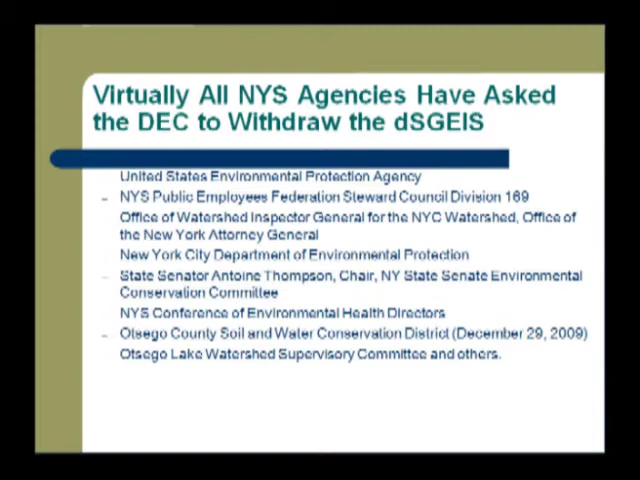 Virtually All NYS Agencies Have Asked
the DEC to Withdraw the dSGEIS
United States Environmental Protection Agency
– NYS Public Employees Federation Steward Council Division 169
Office of Watershed Inspector General for the NYC Watershed, Office of
the New York Attorney General
New York City Department of Environmental Protection
– State Senator Antoine Thompson, Chair, NY State Senate Environmental
Conservation Committee
NYS Conference of Environmental Health Directors
– Otsego County Soil and Water Conservation District (December 29, 2009)
Otsego Lake Watershed Supervisory Committee and others.